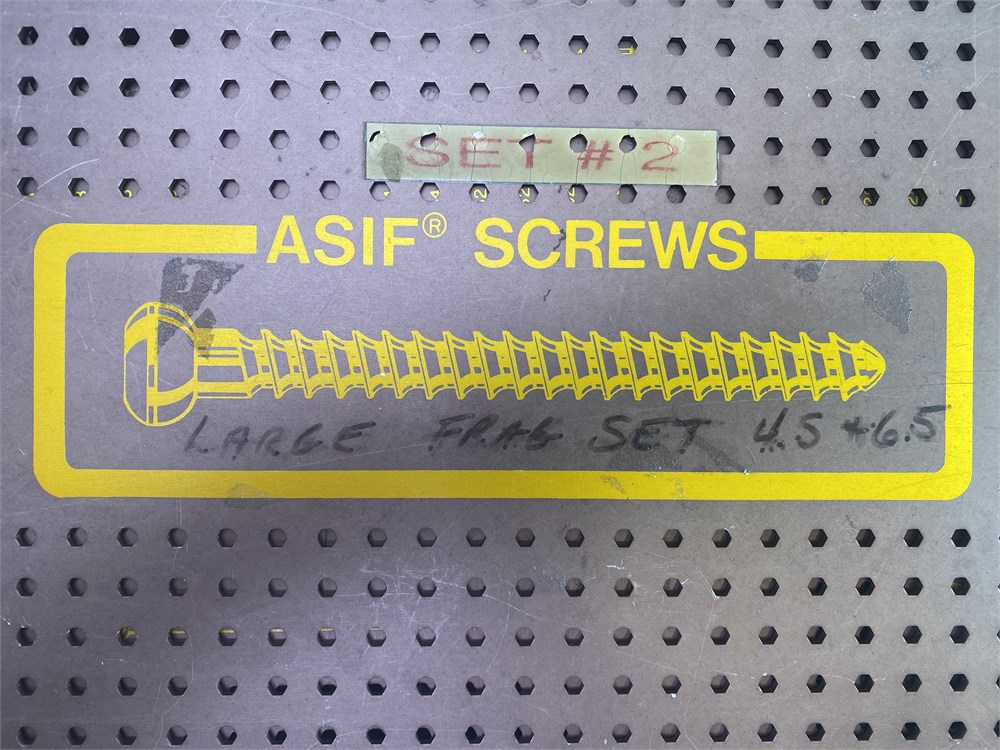 SET # 2
ASIF® SCREWS
LARGE FRAG SET 4.5 + 6.5